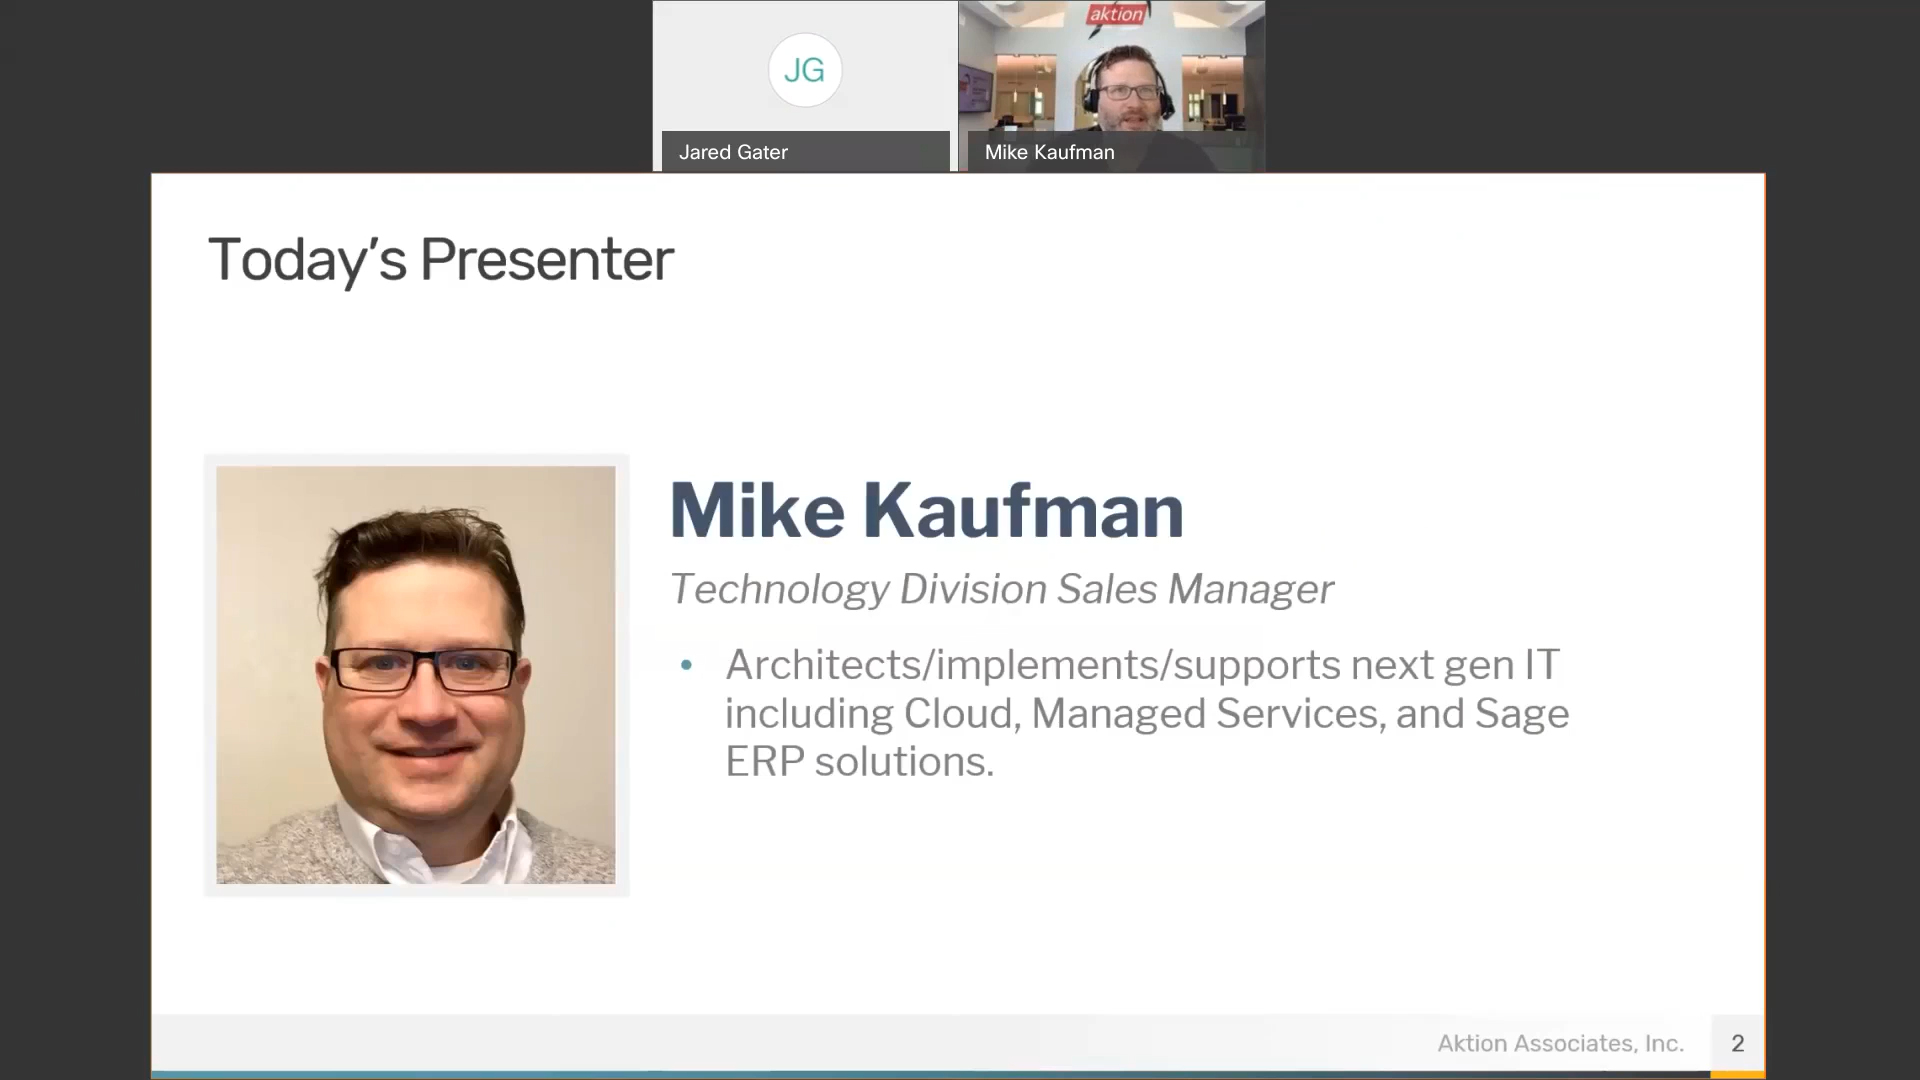 JG
aktion
Jared Gater
Mike Kaufman
Today's Presenter
Mike Kaufman
Technology Division Sales Manager
• Architects/implements/supports next gen IT
including Cloud, Managed Services, and Sage
ERP solutions.
Aktion Associates, Inc.
2